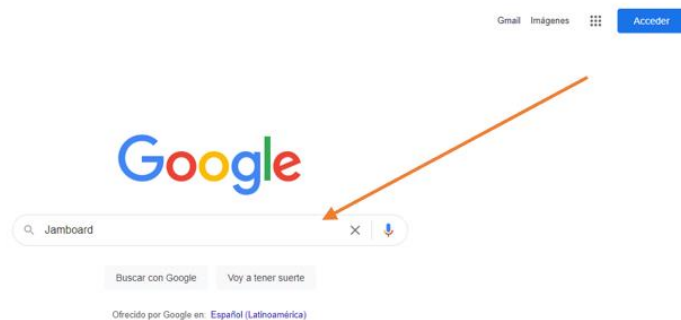 Gmail Imágenes Acceder
Google
Jamboard
Buscar con Google Voy a tener suerte
Ofrecido por Google en: Español (Latinoamérica)